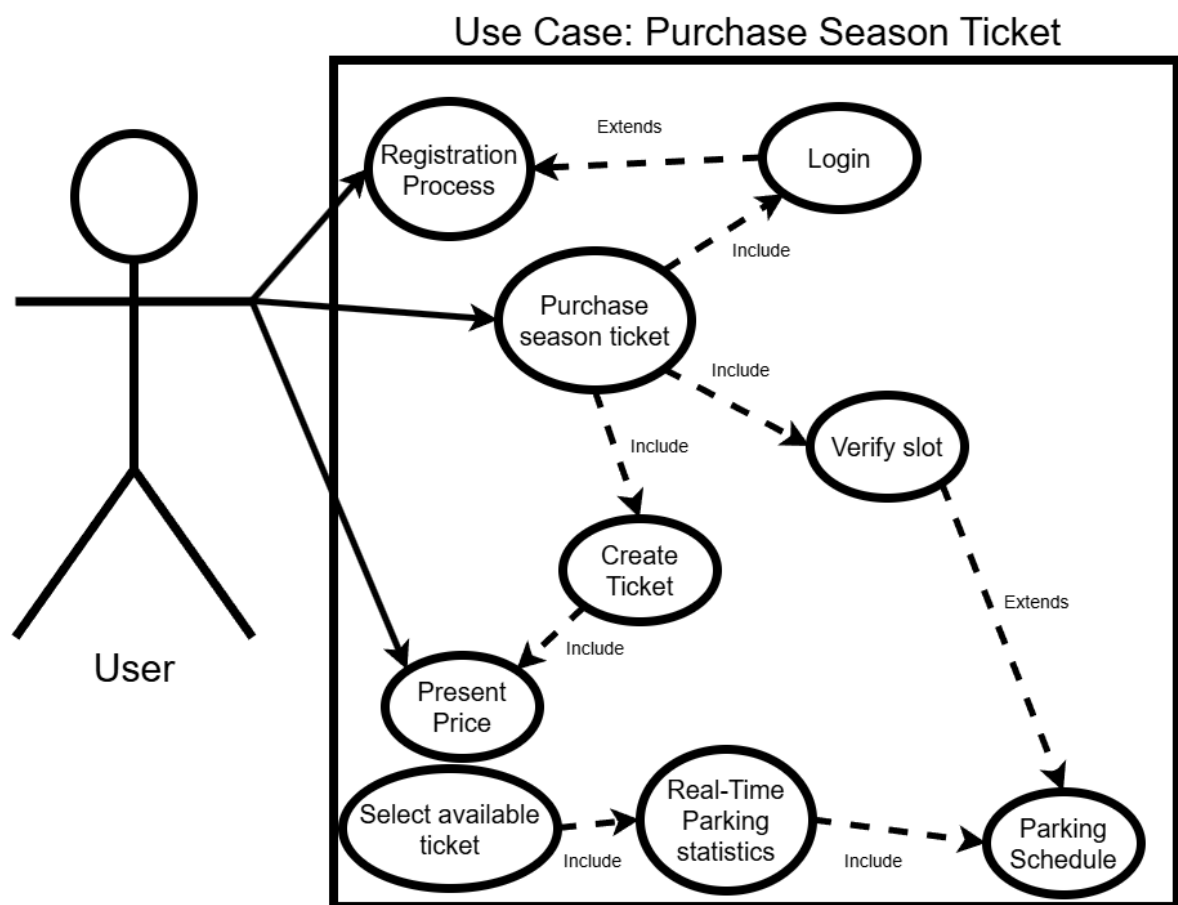 Use Case: Purchase Season Ticket
Extends
Registration
Process
Login
Include
Purchase
season ticket
Include
Include
Verify slot
Create
Ticket
Extends
Include
User
Present
Price
Select available
ticket
Include
Real-Time
Parking
statistics
Include
Parking
Schedule